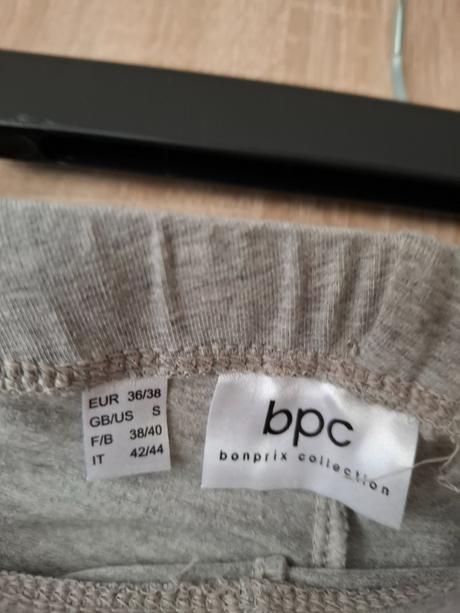 EUR 36/38
GB/US S
F/B 38/40
IT 42/44
bpc
bonprix collection